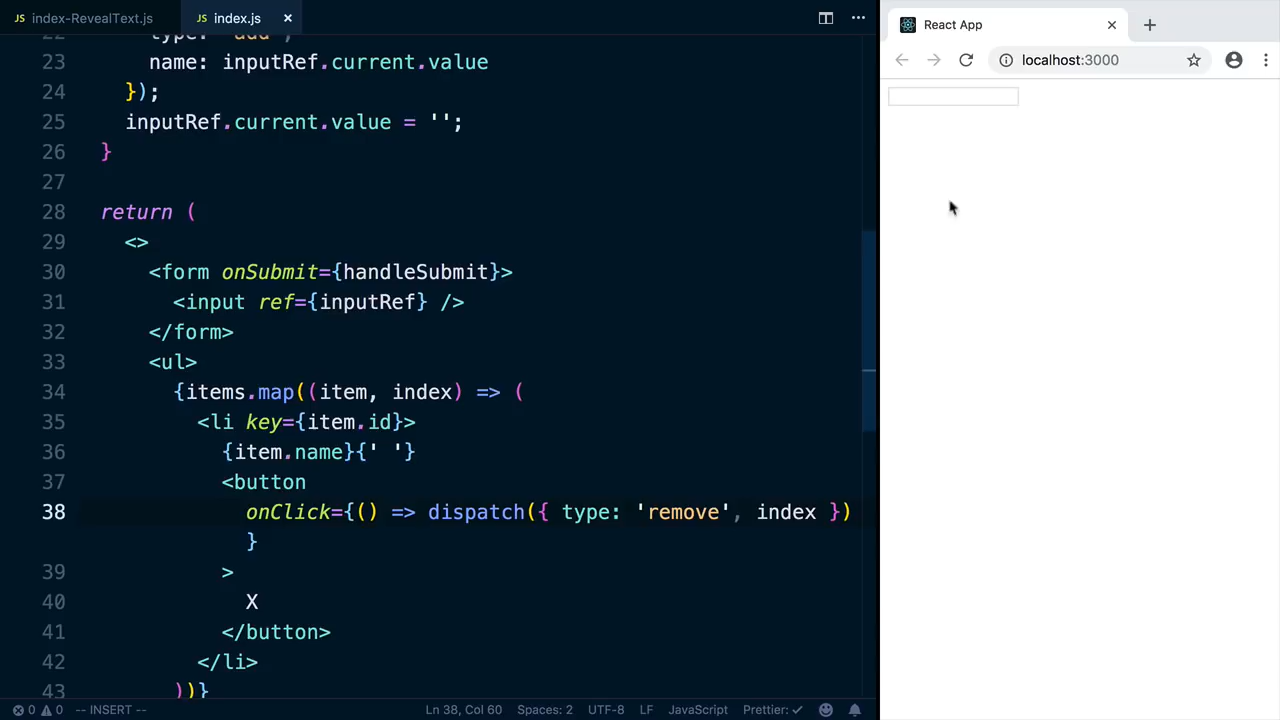 index-RevealText.js
index.js
React App
localhost:3000
23 name: inputRef.current.value
24 });
25 inputRef.current.value = '';
26 }
27
28 return (
29 <>
30 <form onSubmit={handleSubmit}>
31 <input ref={inputRef} />
32 </form>
33 <ul>
34 {items.map((item, index) => (
35 <li key={item.id}>
36 {item.name}{' '}
37 <button
38 onClick={() => dispatch({ type: 'remove', index })
}
39 >
40 X
41 </button>
42 </li>
43 ))}
0 0 -- INSERT -- Ln 38, Col 60 Spaces: 2 UTF-8 LF JavaScript Prettier: ✓